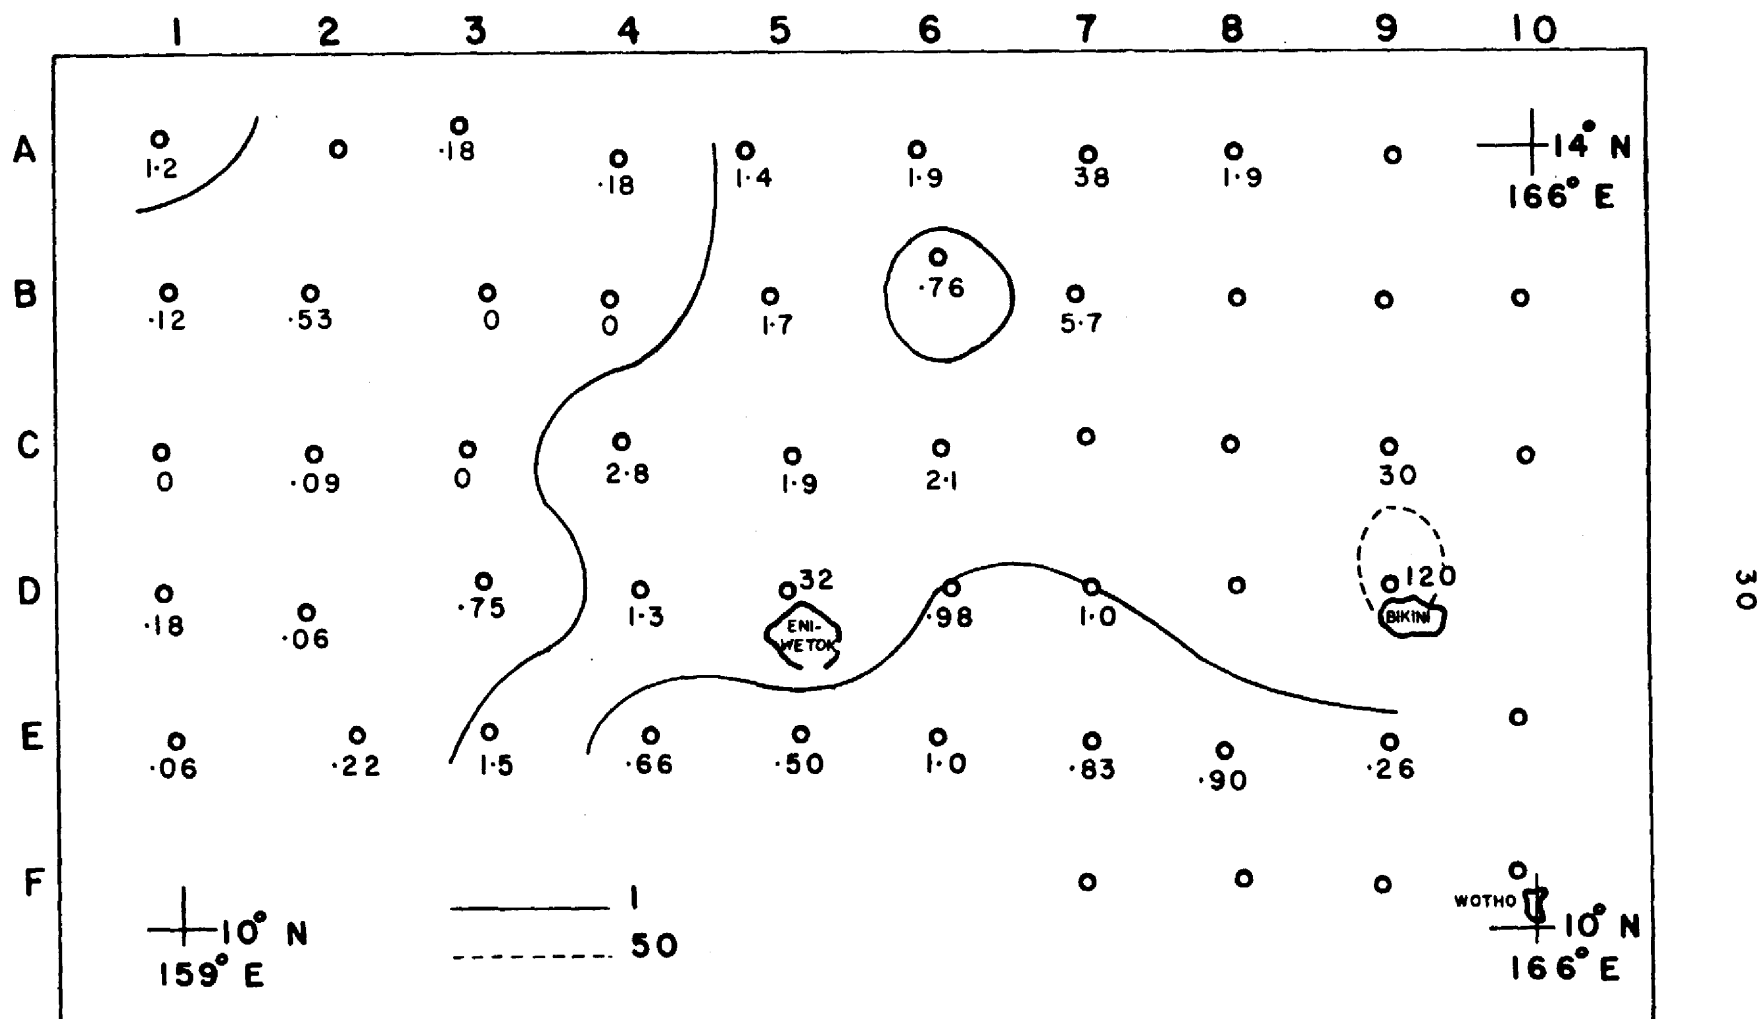 1 2 3 4 5 6 7 8 9 10
A
1.2 .18 .18 1.4 1.9 38 1.9
14° N
166° E
B
.12 .53 0 0 1.7 .76 5.7
C
0 .09 0 2.8 1.9 2.1 30
D
.18 .06 .75 1.3 32 .98 1.0 120
ENI-
WETOK
BIKINI
30
E
.06 .22 1.5 .66 .50 1.0 .83 .90 .26
F
WOTHO
10° N
159° E
1
50
10° N
166° E